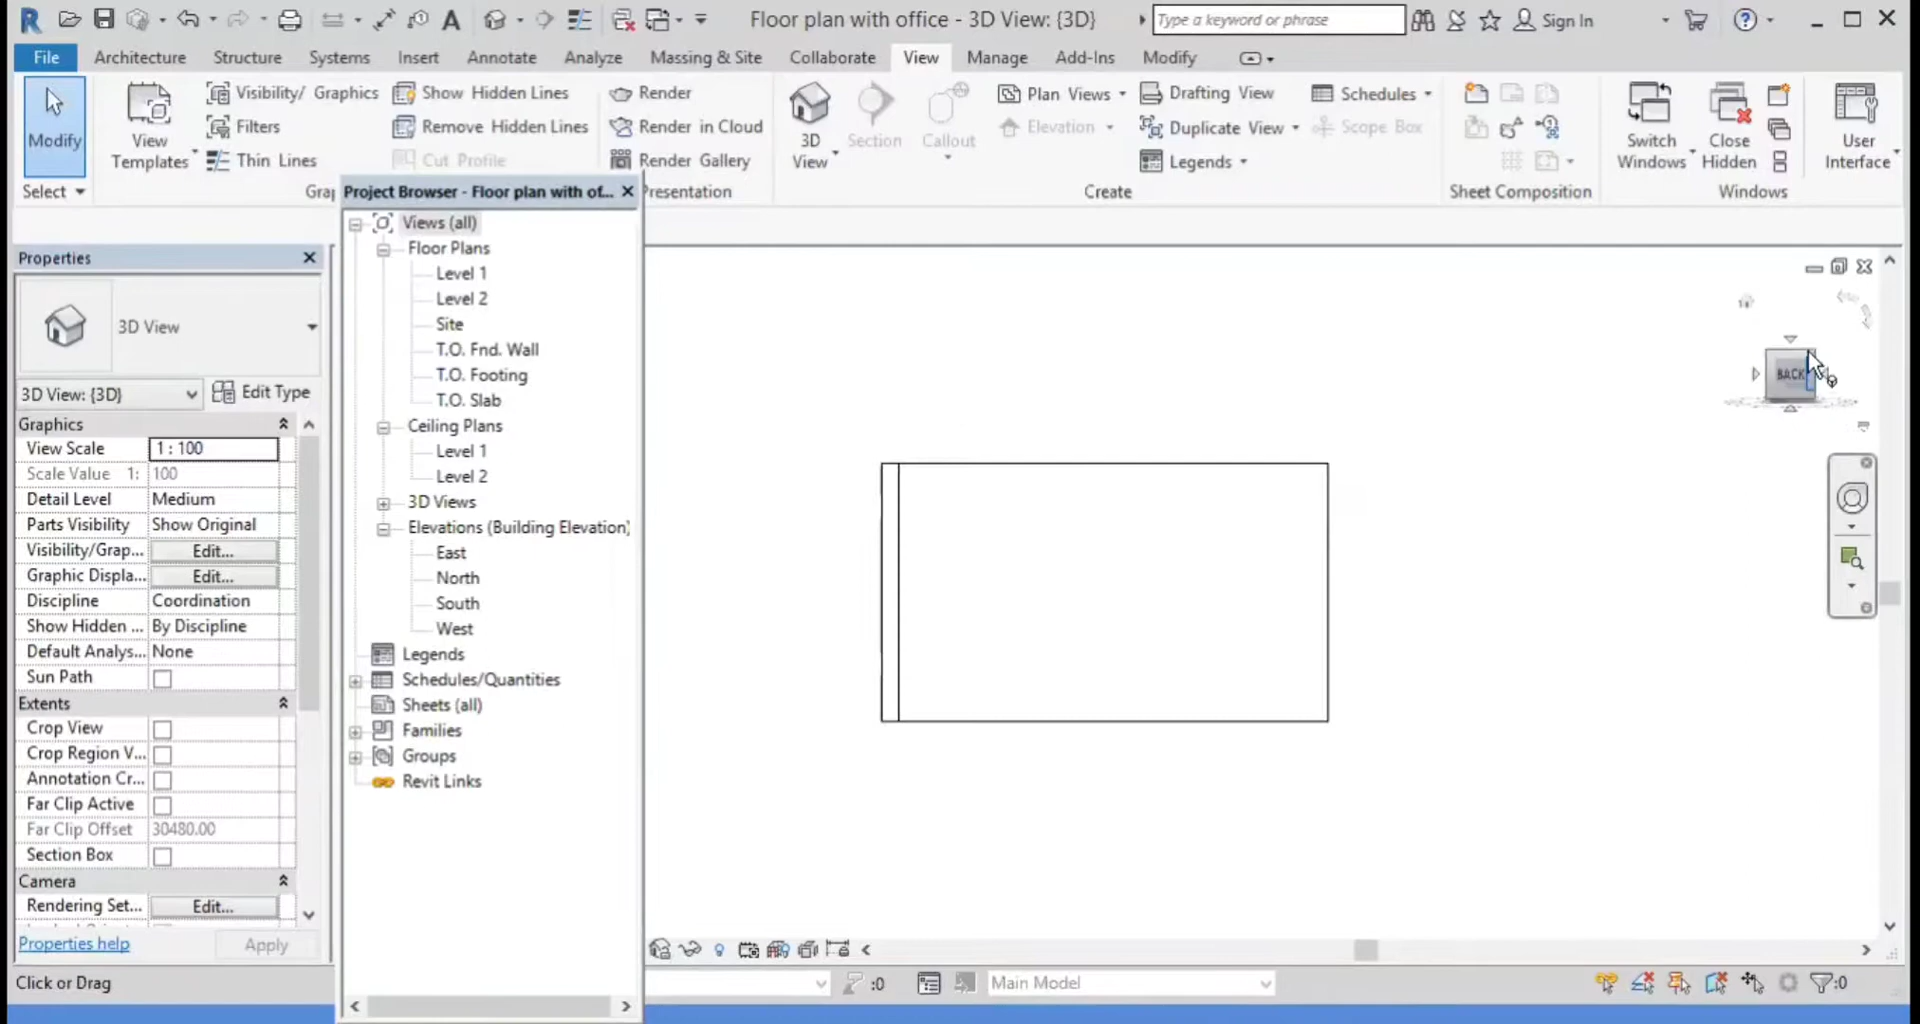 Floor plan with office - 3D View: {3D}
Type a keyword or phrase
Sign In
File Architecture Structure Systems Insert Annotate Analyze Massing & Site Collaborate View Manage Add-Ins Modify
Modify
Select
View Templates
Visibility/ Graphics
Filters
Thin Lines
Show Hidden Lines
Remove Hidden Lines
Cut Profile
Render
Render in Cloud
Render Gallery
Presentation
3D View
Section
Callout
Plan Views
Elevation
Drafting View
Duplicate View
Legends
Schedules
Scope Box
Create
Sheet Composition
Switch Windows
Close Hidden
User Interface
Windows
Project Browser - Floor plan with of...
Views (all)
Floor Plans
Level 1
Level 2
Site
T.O. Fnd. Wall
T.O. Footing
T.O. Slab
Ceiling Plans
Level 1
Level 2
3D Views
Elevations (Building Elevation)
East
North
South
West
Legends
Schedules/Quantities
Sheets (all)
Families
Groups
Revit Links
Properties
3D View
3D View: {3D} Edit Type
Graphics
View Scale 1 : 100
Scale Value 1: 100
Detail Level Medium
Parts Visibility Show Original
Visibility/Grap... Edit...
Graphic Displa... Edit...
Discipline Coordination
Show Hidden ... By Discipline
Default Analys... None
Sun Path
Extents
Crop View
Crop Region V...
Annotation Cr...
Far Clip Active
Far Clip Offset 30480.00
Section Box
Camera
Rendering Set... Edit...
Properties help Apply
BACK
Click or Drag
:0
Main Model
:0